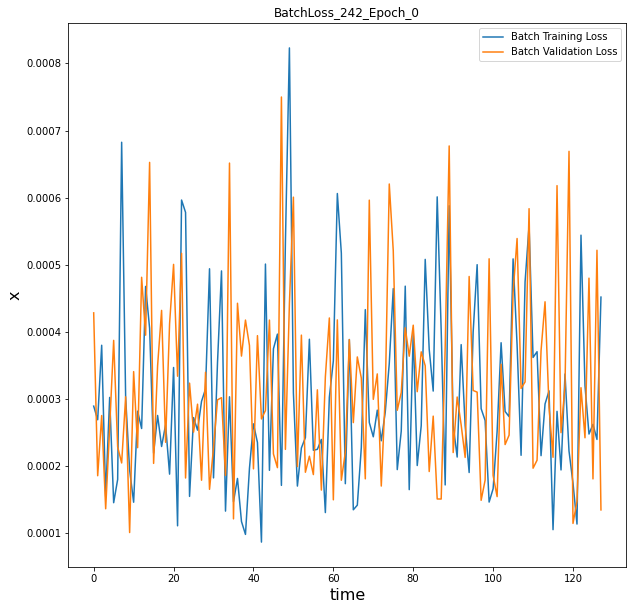 BatchLoss_242_Epoch_0
Batch Training Loss
Batch Validation Loss
0.0008
0.0007
0.0006
0.0005
0.0004
0.0003
0.0002
0.0001
x
0 20 40 60 80 100 120
time